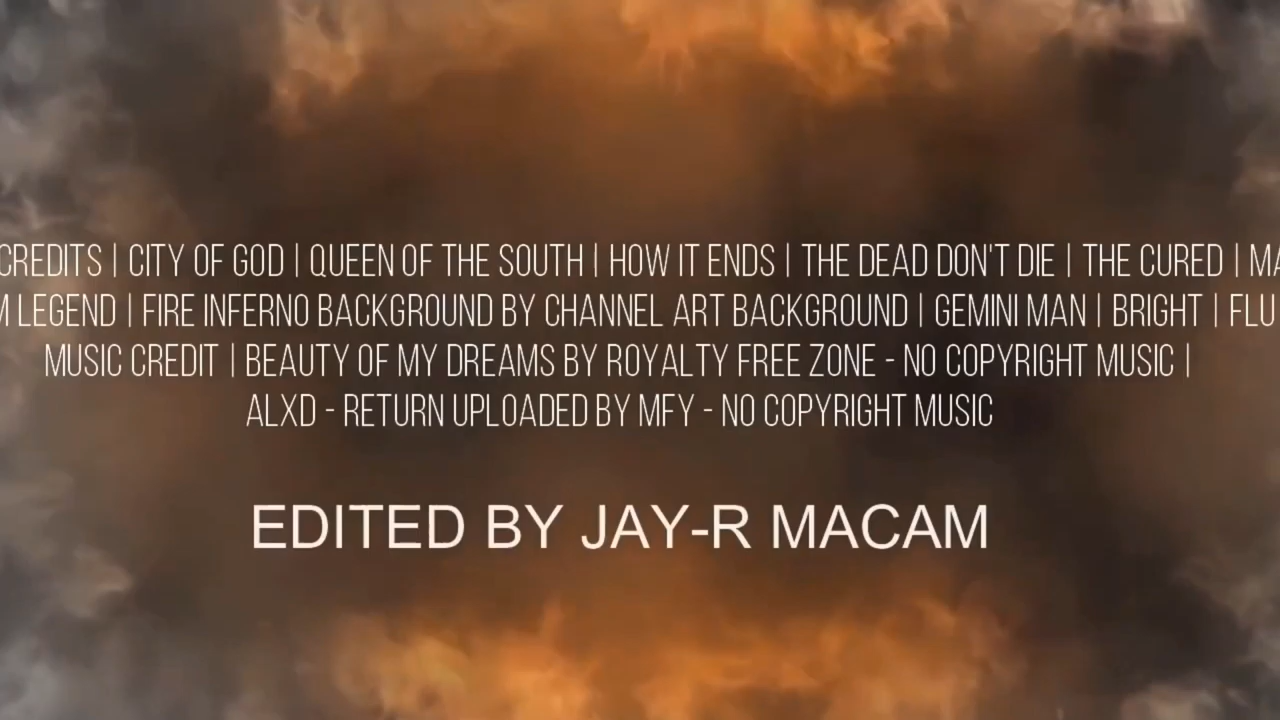 CREDITS | CITY OF GOD | QUEEN OF THE SOUTH | HOW IT ENDS | THE DEAD DON'T DIE | THE CURED |
LEGEND | FIRE INFERNO BACKGROUND BY CHANNEL ART BACKGROUND | GEMINI MAN | BRIGHT |
MUSIC CREDIT | BEAUTY OF MY DREAMS BY ROYALTY FREE ZONE - NO COPYRIGHT MUSIC |
ALXD - RETURN UPLOADED BY MFY - NO COPYRIGHT MUSIC
EDITED BY JAY-R MACAM